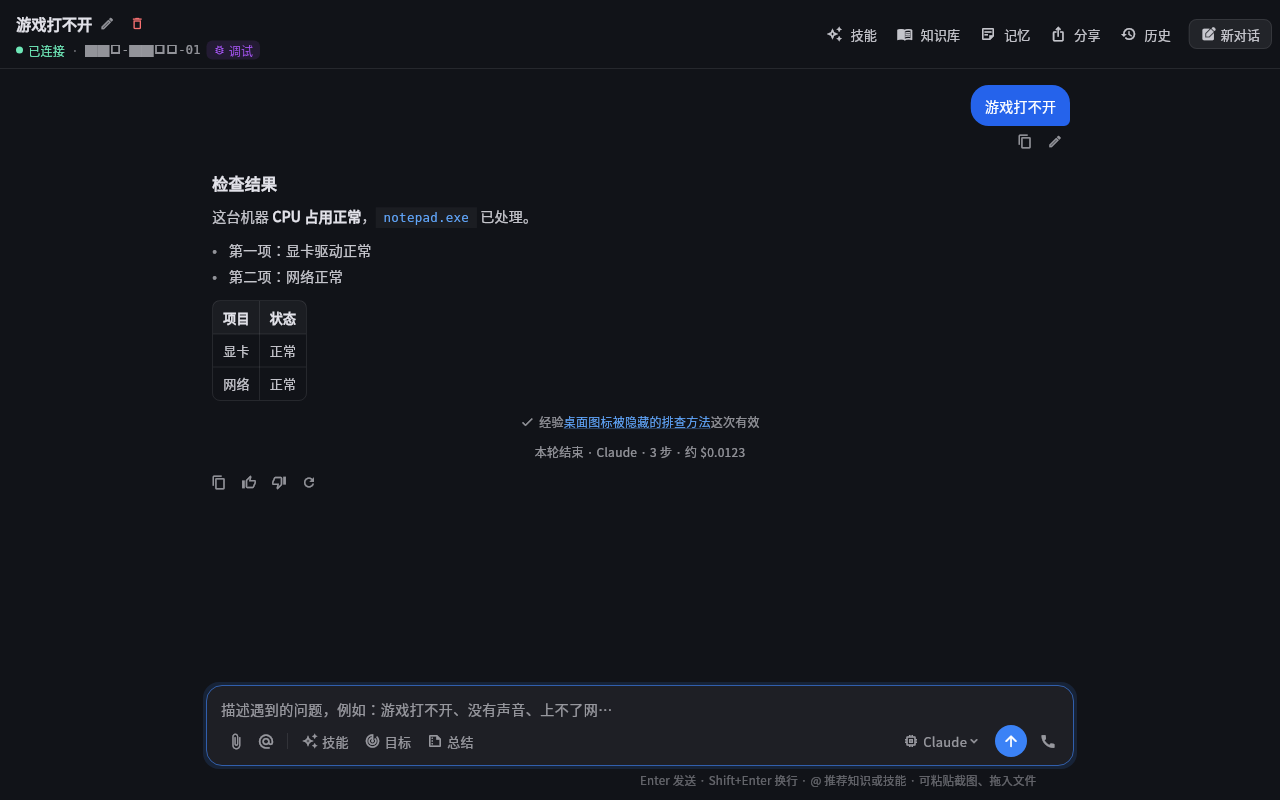 游戏打不开
已连接 · -01 调试
技能 知识库 记忆 分享 历史 新对话
游戏打不开
检查结果
这台机器 CPU 占用正常，notepad.exe 已处理。
• 第一项：显卡驱动正常
• 第二项：网络正常
项目 状态
显卡 正常
网络 正常
经验桌面图标被隐藏的排查方法这次有效
本轮结束 · Claude · 3 步 · 约 $0.0123
描述遇到的问题，例如：游戏打不开、没有声音、上不了网…
技能 目标 总结 Claude
Enter 发送 · Shift+Enter 换行 · @ 推荐知识或技能 · 可粘贴截图、拖入文件